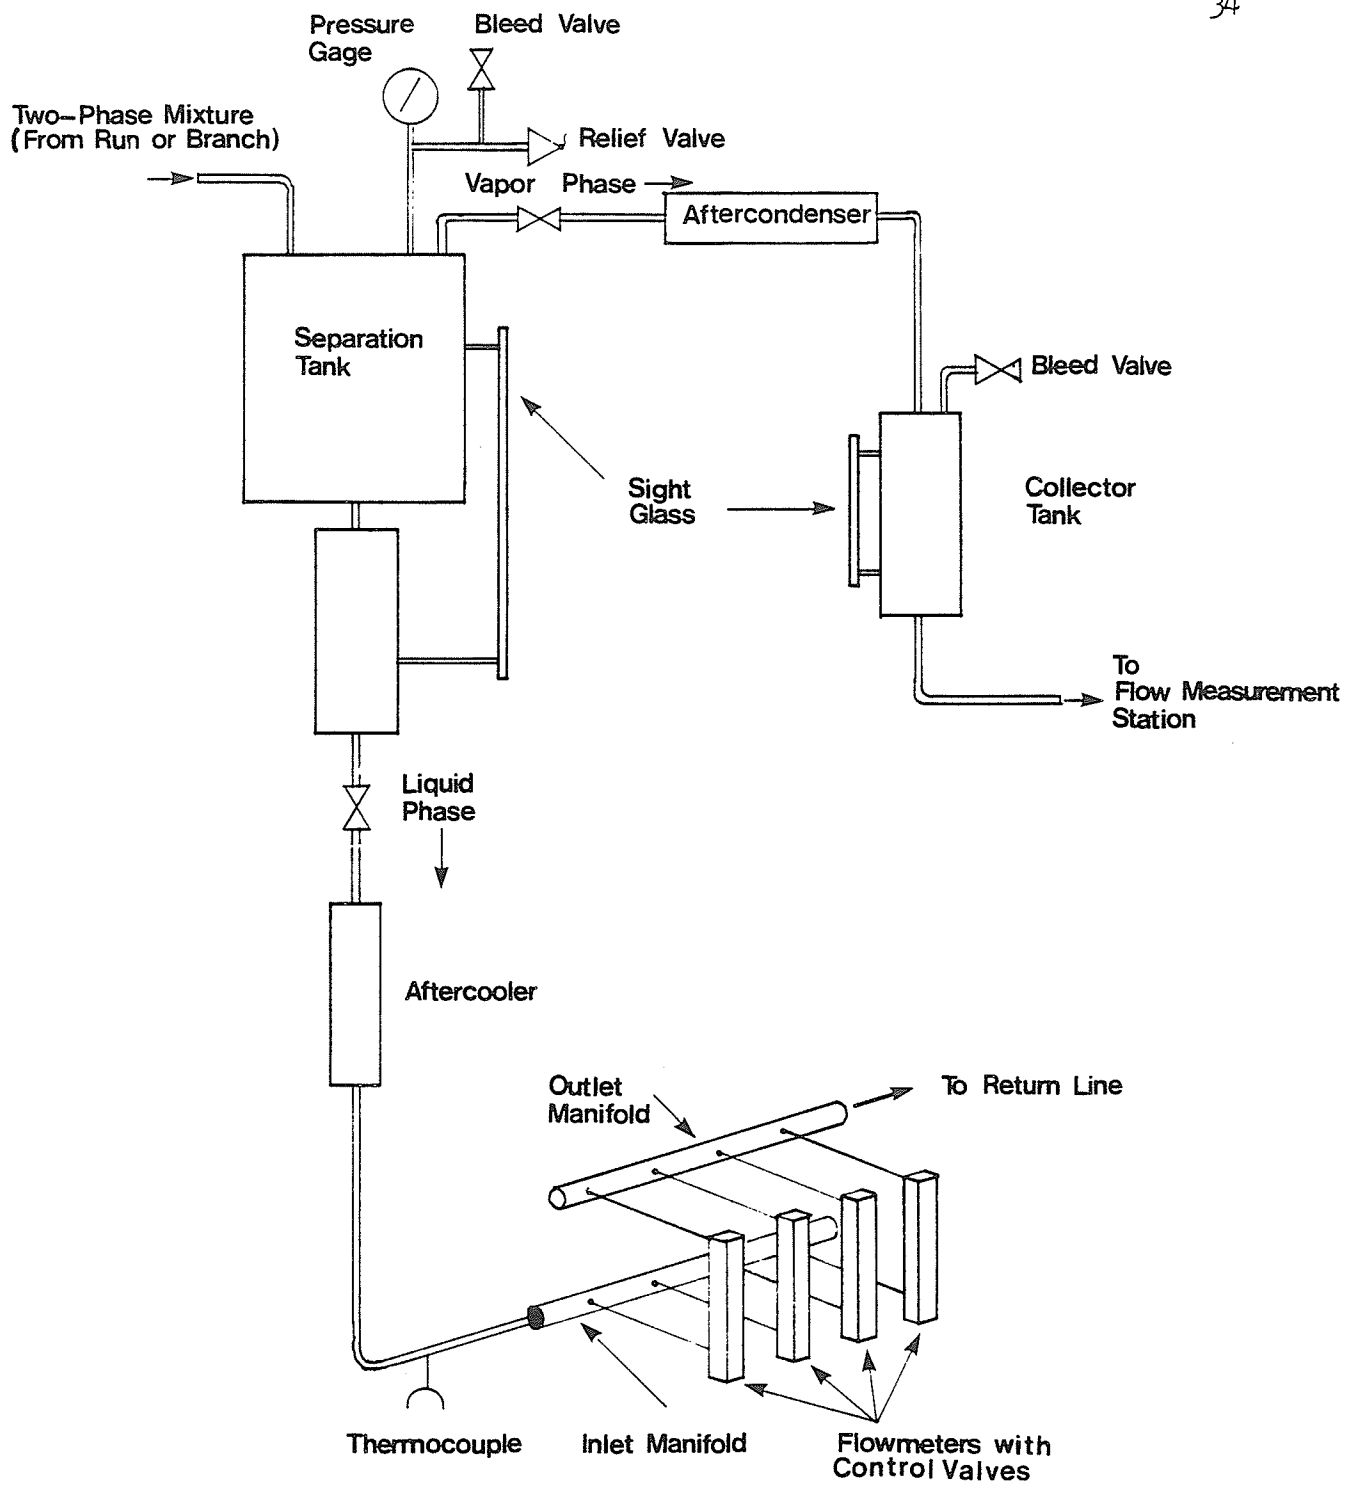 34
Pressure
Gage
Bleed Valve
Two-Phase Mixture
(From Run or Branch)
Relief Valve
Vapor Phase
Aftercondenser
Separation
Tank
Bleed Valve
Sight
Glass
Collector
Tank
To
Flow Measurement
Station
Liquid
Phase
Aftercooler
Outlet
Manifold
To Return Line
Thermocouple
Inlet Manifold
Flowmeters with
Control Valves